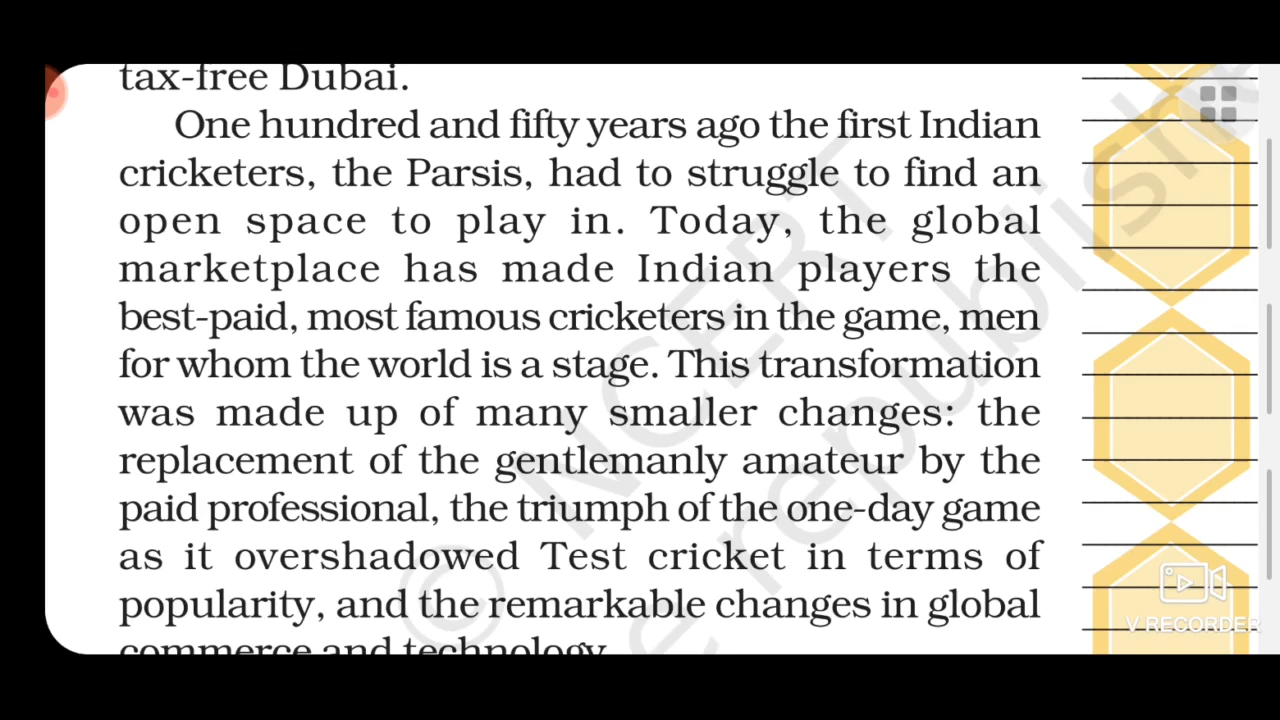 tax-free Dubai.
One hundred and fifty years ago the first Indian
cricketers, the Parsis, had to struggle to find an
open space to play in. Today, the global
marketplace has made Indian players the
best-paid, most famous cricketers in the game, men
for whom the world is a stage. This transformation
was made up of many smaller changes: the
replacement of the gentlemanly amateur by the
paid professional, the triumph of the one-day game
as it overshadowed Test cricket in terms of
popularity, and the remarkable changes in global
commerce and technology.
© NCERT
e republishe
V RECORDER